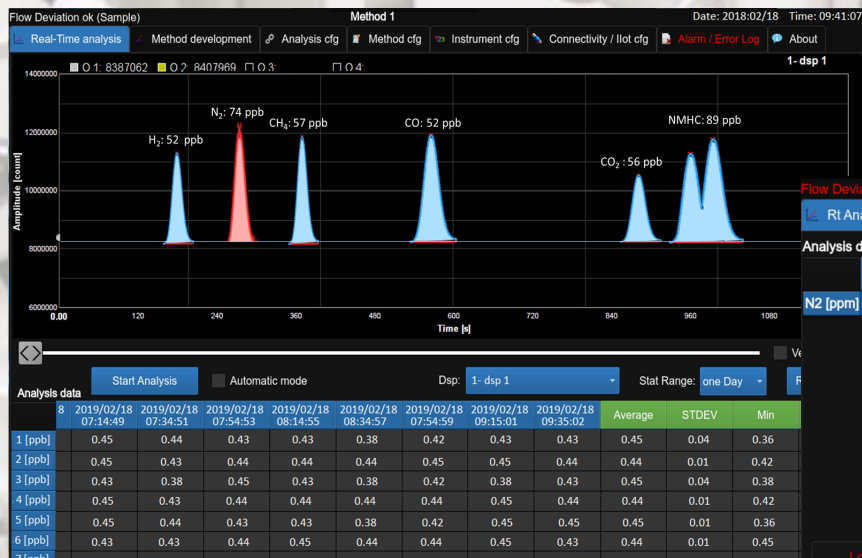 Flow Deviation ok (Sample) Method 1 Date: 2018:02/18 Time: 09:41:07
Real-Time analysis Method development Analysis cfg Method cfg Instrument cfg Connectivity / IIot cfg Alarm / Error Log About
1- dsp 1
O 1: 8387062 O 2: 8407969 O 3: O 4:
14000000
12000000
10000000
8000000
6000000
Amplitude [count]
H2: 52 ppb
N2: 74 ppb
CH4: 57 ppb
CO: 52 ppb
CO2 : 56 ppb
NMHC: 89 ppb
0.00 120 240 360 480 600 720 840 960 1080
Time [s]
Flow Devia
Rt Ana
Analysis d
N2 [ppm]
Ve
Start Analysis Automatic mode Dsp: 1- dsp 1 Stat Range: one Day R
Analysis data
8 2019/02/18 2019/02/18 2019/02/18 2019/02/18 2019/02/18 2019/02/18 2019/02/18 2019/02/18 Average STDEV Min
07:14:49 07:34:51 07:54:53 08:14:55 08:34:57 07:54:59 09:15:01 09:35:02
1 [ppb] 0.45 0.44 0.43 0.43 0.38 0.42 0.43 0.43 0.45 0.04 0.36
2 [ppb] 0.45 0.43 0.44 0.44 0.44 0.45 0.45 0.44 0.44 0.01 0.42
3 [ppb] 0.43 0.38 0.45 0.43 0.38 0.42 0.38 0.43 0.45 0.04 0.38
4 [ppb] 0.45 0.43 0.44 0.44 0.44 0.44 0.45 0.44 0.44 0.01 0.42
5 [ppb] 0.45 0.44 0.43 0.43 0.38 0.42 0.45 0.45 0.45 0.01 0.36
6 [ppb] 0.43 0.43 0.44 0.45 0.44 0.44 0.45 0.43 0.44 0.01 0.45